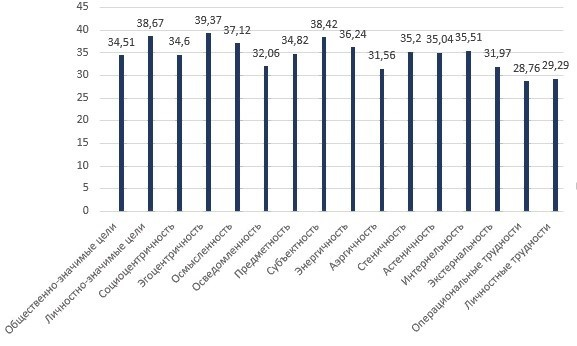 45
40
35
30
25
20
15
10
5
0
34,51
38,67
34,6
39,37
37,12
32,06
34,82
38,42
36,24
31,56
35,2
35,04
35,51
31,97
28,76
29,29
Общественно-значимые цели
Личностно-значимые цели
Социоцентричность
Эгоцентричность
Осмысленность
Осведомленность
Предметность
Субъектность
Энергичность
Аэргичность
Стеничность
Астеничность
Интернельность
Экстернальность
Операциональные трудности
Личностные трудности